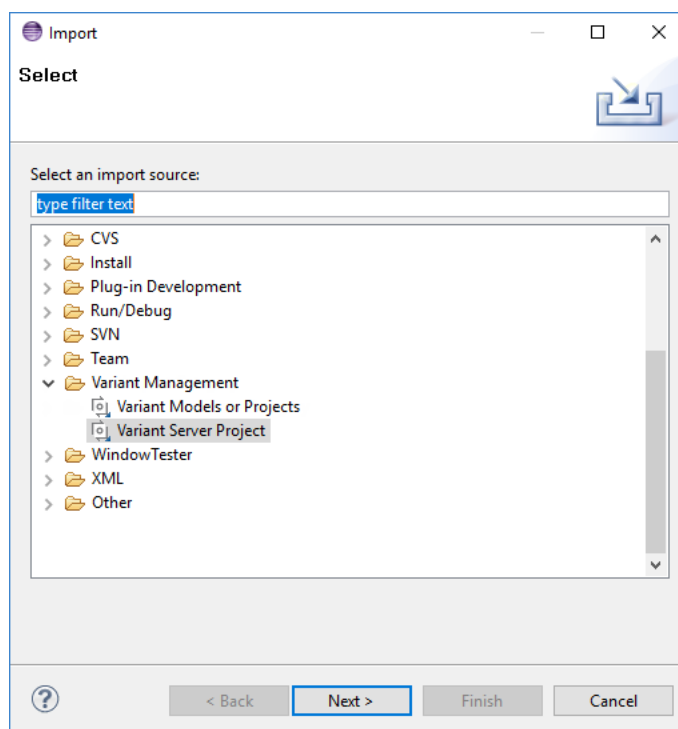 Import
Select
Select an import source:
type filter text
CVS
Install
Plug-in Development
Run/Debug
SVN
Team
Variant Management
Variant Models or Projects
Variant Server Project
WindowTester
XML
Other
? < Back Next > Finish Cancel